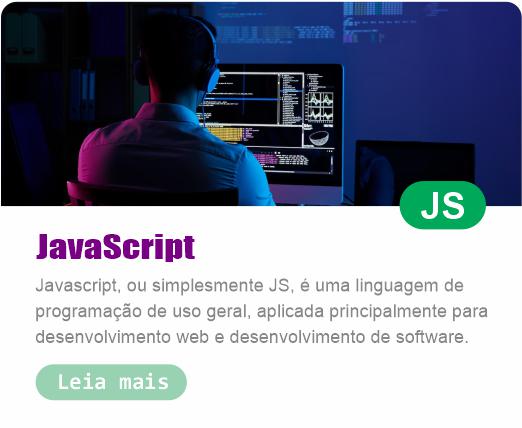 JS
JavaScript
Javascript, ou simplesmente JS, é uma linguagem de
programação de uso geral, aplicada principalmente para
desenvolvimento web e desenvolvimento de software.
Leia mais